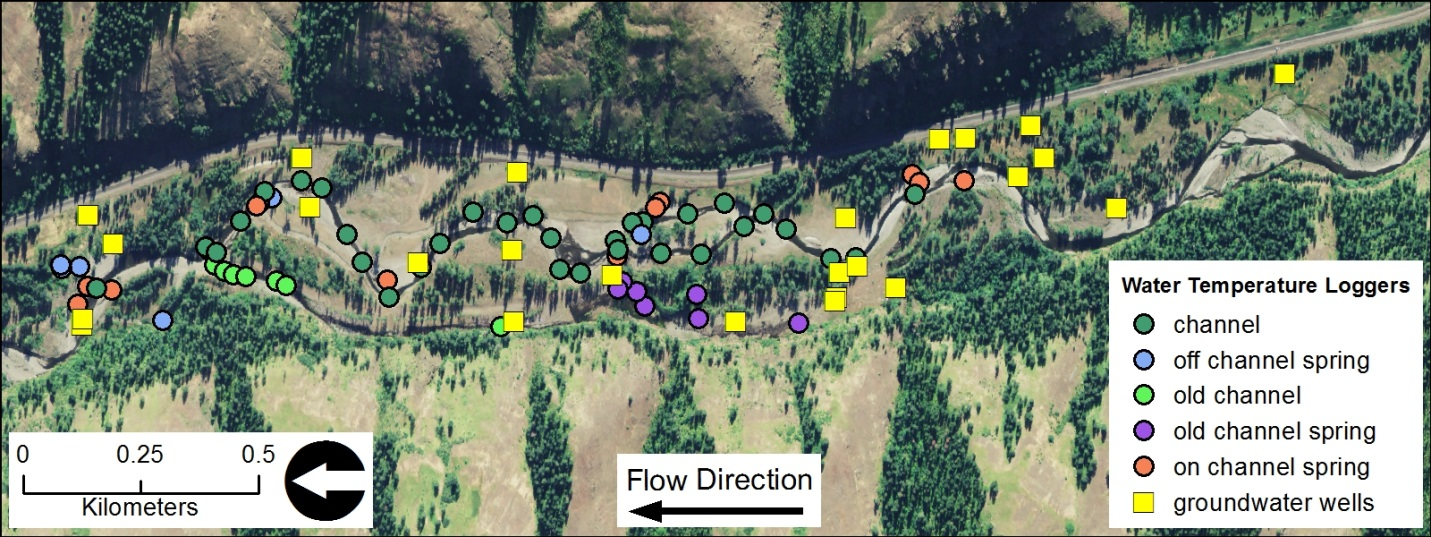 Water Temperature Loggers
channel
off channel spring
old channel
old channel spring
on channel spring
groundwater wells
0 0.25 0.5
Kilometers
Flow Direction